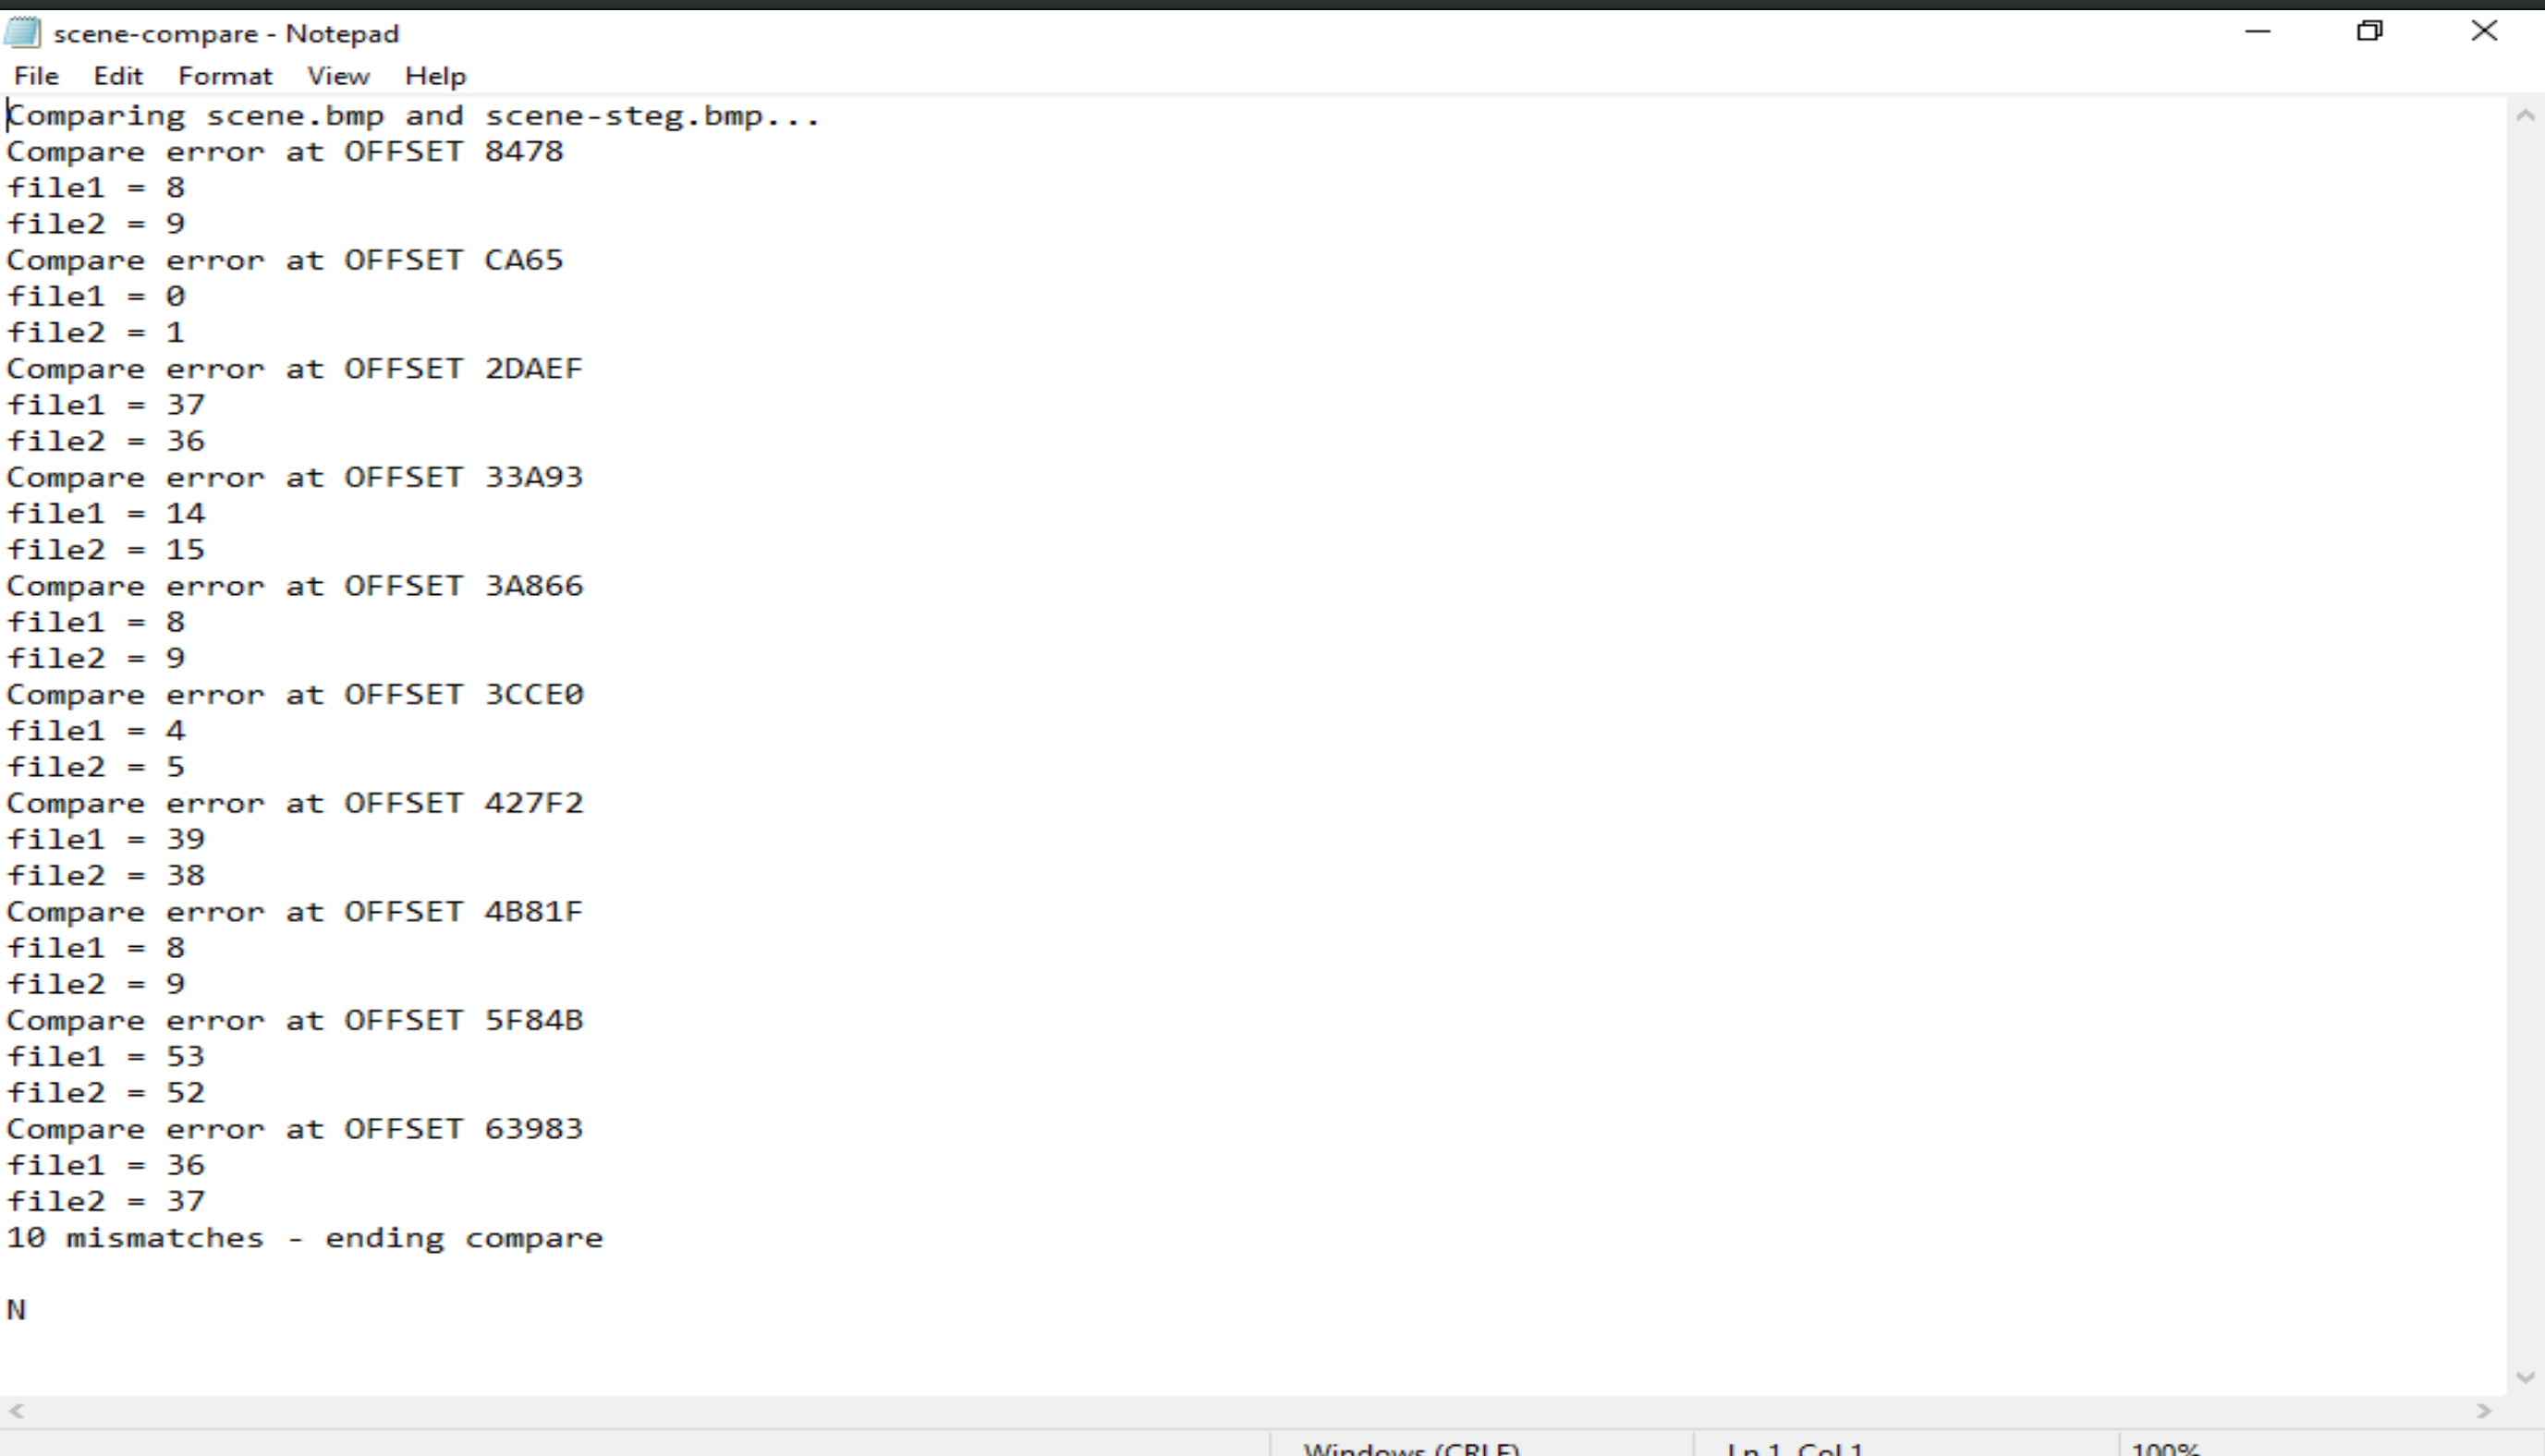 scene-compare - Notepad
File Edit Format View Help
Comparing scene.bmp and scene-steg.bmp...
Compare error at OFFSET 8478
file1 = 8
file2 = 9
Compare error at OFFSET CA65
file1 = 0
file2 = 1
Compare error at OFFSET 2DAEF
file1 = 37
file2 = 36
Compare error at OFFSET 33A93
file1 = 14
file2 = 15
Compare error at OFFSET 3A866
file1 = 8
file2 = 9
Compare error at OFFSET 3CCE0
file1 = 4
file2 = 5
Compare error at OFFSET 427F2
file1 = 39
file2 = 38
Compare error at OFFSET 4B81F
file1 = 8
file2 = 9
Compare error at OFFSET 5F84B
file1 = 53
file2 = 52
Compare error at OFFSET 63983
file1 = 36
file2 = 37
10 mismatches - ending compare
N
Windows (CRLF) Ln 1, Col 1 100%